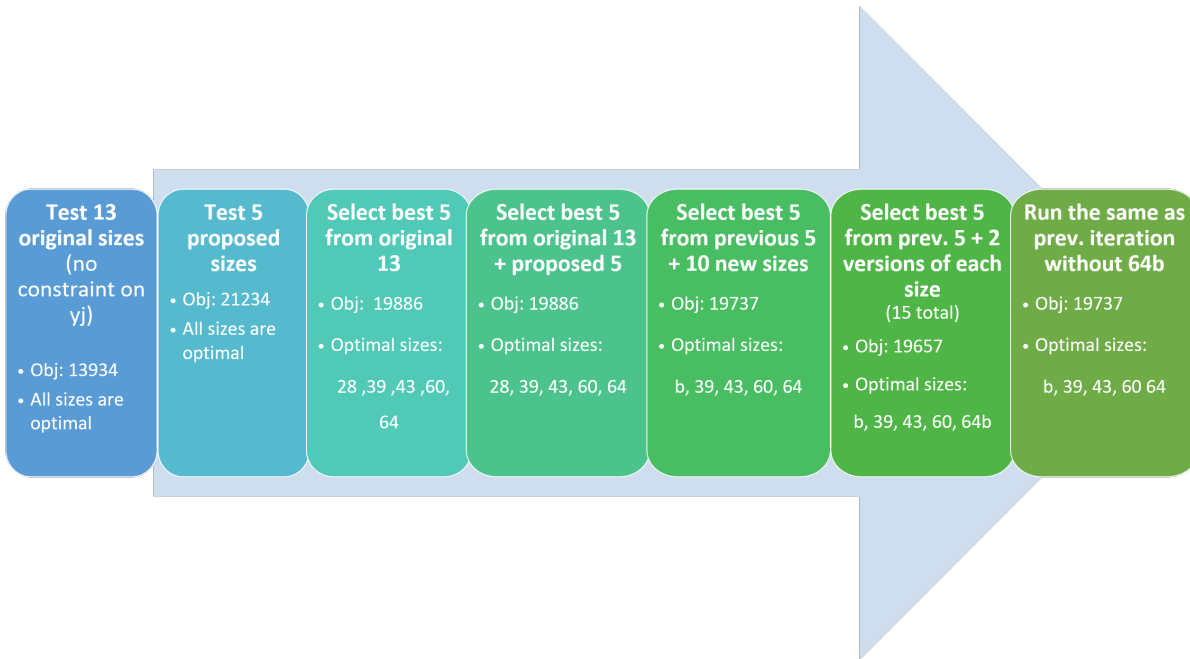 Test 13
original sizes
(no
constraint on
yj)
• Obj: 13934
• All sizes are
optimal
Test 5
proposed
sizes
• Obj: 21234
• All sizes are
optimal
Select best 5
from original
13
• Obj:  19886
• Optimal sizes:
28 ,39 ,43 ,60,
64
Select best 5
from original 13
+ proposed 5
• Obj: 19886
• Optimal sizes:
28, 39, 43, 60, 64
Select best 5
from previous 5
+ 10 new sizes
• Obj: 19737
• Optimal sizes:
b, 39, 43, 60, 64
Select best 5
from prev. 5 + 2
versions of each
size
(15 total)
• Obj: 19657
• Optimal sizes:
b, 39, 43, 60, 64b
Run the same as
prev. iteration
without 64b
• Obj: 19737
• Optimal sizes:
b, 39, 43, 60 64